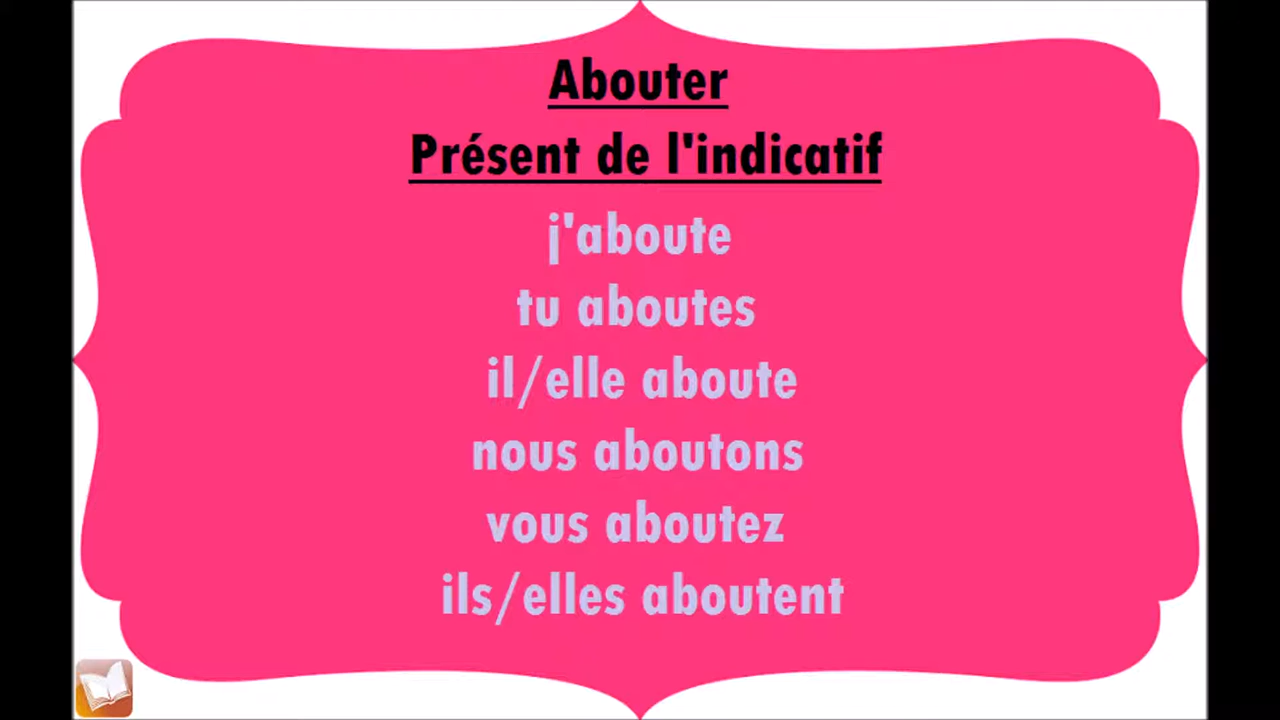 Abouter
Présent de l'indicatif
j'aboute
tu aboutes
il/elle aboute
nous aboutons
vous aboutez
ils/elles aboutent